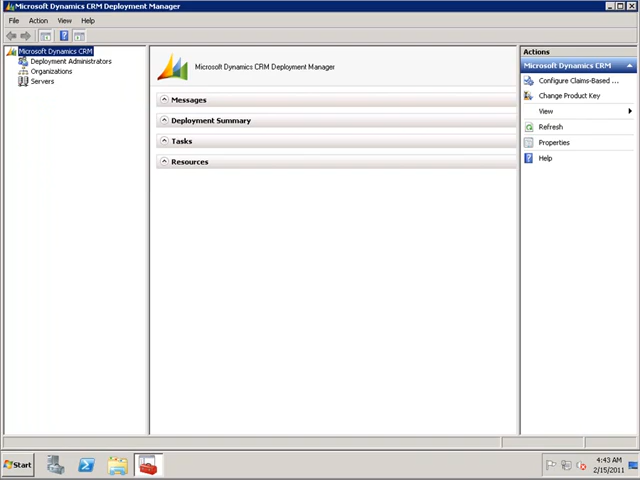 Microsoft Dynamics CRM Deployment Manager
File Action View Help
Microsoft Dynamics CRM
Deployment Administrators
Organizations
Servers
Microsoft Dynamics CRM Deployment Manager
Messages
Deployment Summary
Tasks
Resources
Actions
Microsoft Dynamics CRM
Configure Claims-Based ...
Change Product Key
View
Refresh
Properties
Help
Start
4:43 AM
2/15/2011